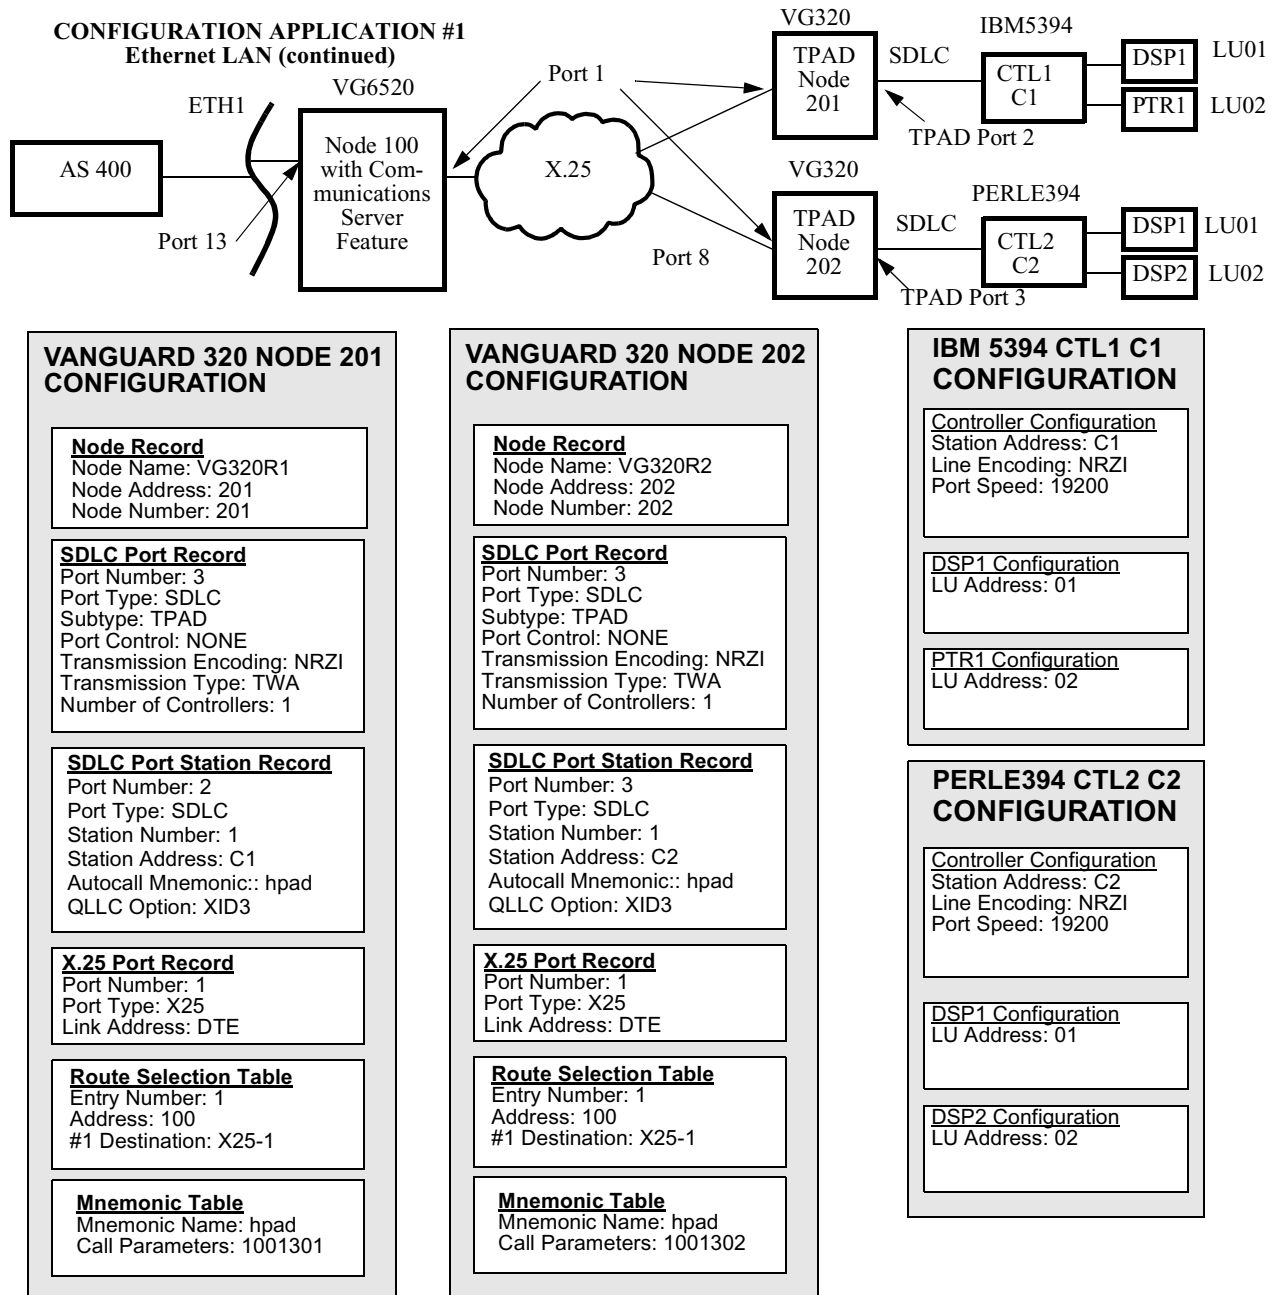 CONFIGURATION APPLICATION #1
Ethernet LAN (continued)
AS 400
ETH1
Port 13
VG6520
Node 100
with Com-
munications
Server
Feature
Port 1
X.25
Port 8
VG320
TPAD
Node
201
SDLC
TPAD Port 2
IBM5394
CTL1
C1
DSP1
LU01
PTR1
LU02
VG320
TPAD
Node
202
SDLC
TPAD Port 3
PERLE394
CTL2
C2
DSP1
LU01
DSP2
LU02
VANGUARD 320 NODE 201
CONFIGURATION
Node Record
Node Name: VG320R1
Node Address: 201
Node Number: 201
SDLC Port Record
Port Number: 3
Port Type: SDLC
Subtype: TPAD
Port Control: NONE
Transmission Encoding: NRZI
Transmission Type: TWA
Number of Controllers: 1
SDLC Port Station Record
Port Number: 2
Port Type: SDLC
Station Number: 1
Station Address: C1
Autocall Mnemonic:: hpad
QLLC Option: XID3
X.25 Port Record
Port Number: 1
Port Type: X25
Link Address: DTE
Route Selection Table
Entry Number: 1
Address: 100
#1 Destination: X25-1
Mnemonic Table
Mnemonic Name: hpad
Call Parameters: 1001301
VANGUARD 320 NODE 202
CONFIGURATION
Node Record
Node Name: VG320R2
Node Address: 202
Node Number: 202
SDLC Port Record
Port Number: 3
Port Type: SDLC
Subtype: TPAD
Port Control: NONE
Transmission Encoding: NRZI
Transmission Type: TWA
Number of Controllers: 1
SDLC Port Station Record
Port Number: 3
Port Type: SDLC
Station Number: 1
Station Address: C2
Autocall Mnemonic:: hpad
QLLC Option: XID3
X.25 Port Record
Port Number: 1
Port Type: X25
Link Address: DTE
Route Selection Table
Entry Number: 1
Address: 100
#1 Destination: X25-1
Mnemonic Table
Mnemonic Name: hpad
Call Parameters: 1001302
IBM 5394 CTL1 C1
CONFIGURATION
Controller Configuration
Station Address: C1
Line Encoding: NRZI
Port Speed: 19200
DSP1 Configuration
LU Address: 01
PTR1 Configuration
LU Address: 02
PERLE394 CTL2 C2
CONFIGURATION
Controller Configuration
Station Address: C2
Line Encoding: NRZI
Port Speed: 19200
DSP1 Configuration
LU Address: 01
DSP2 Configuration
LU Address: 02